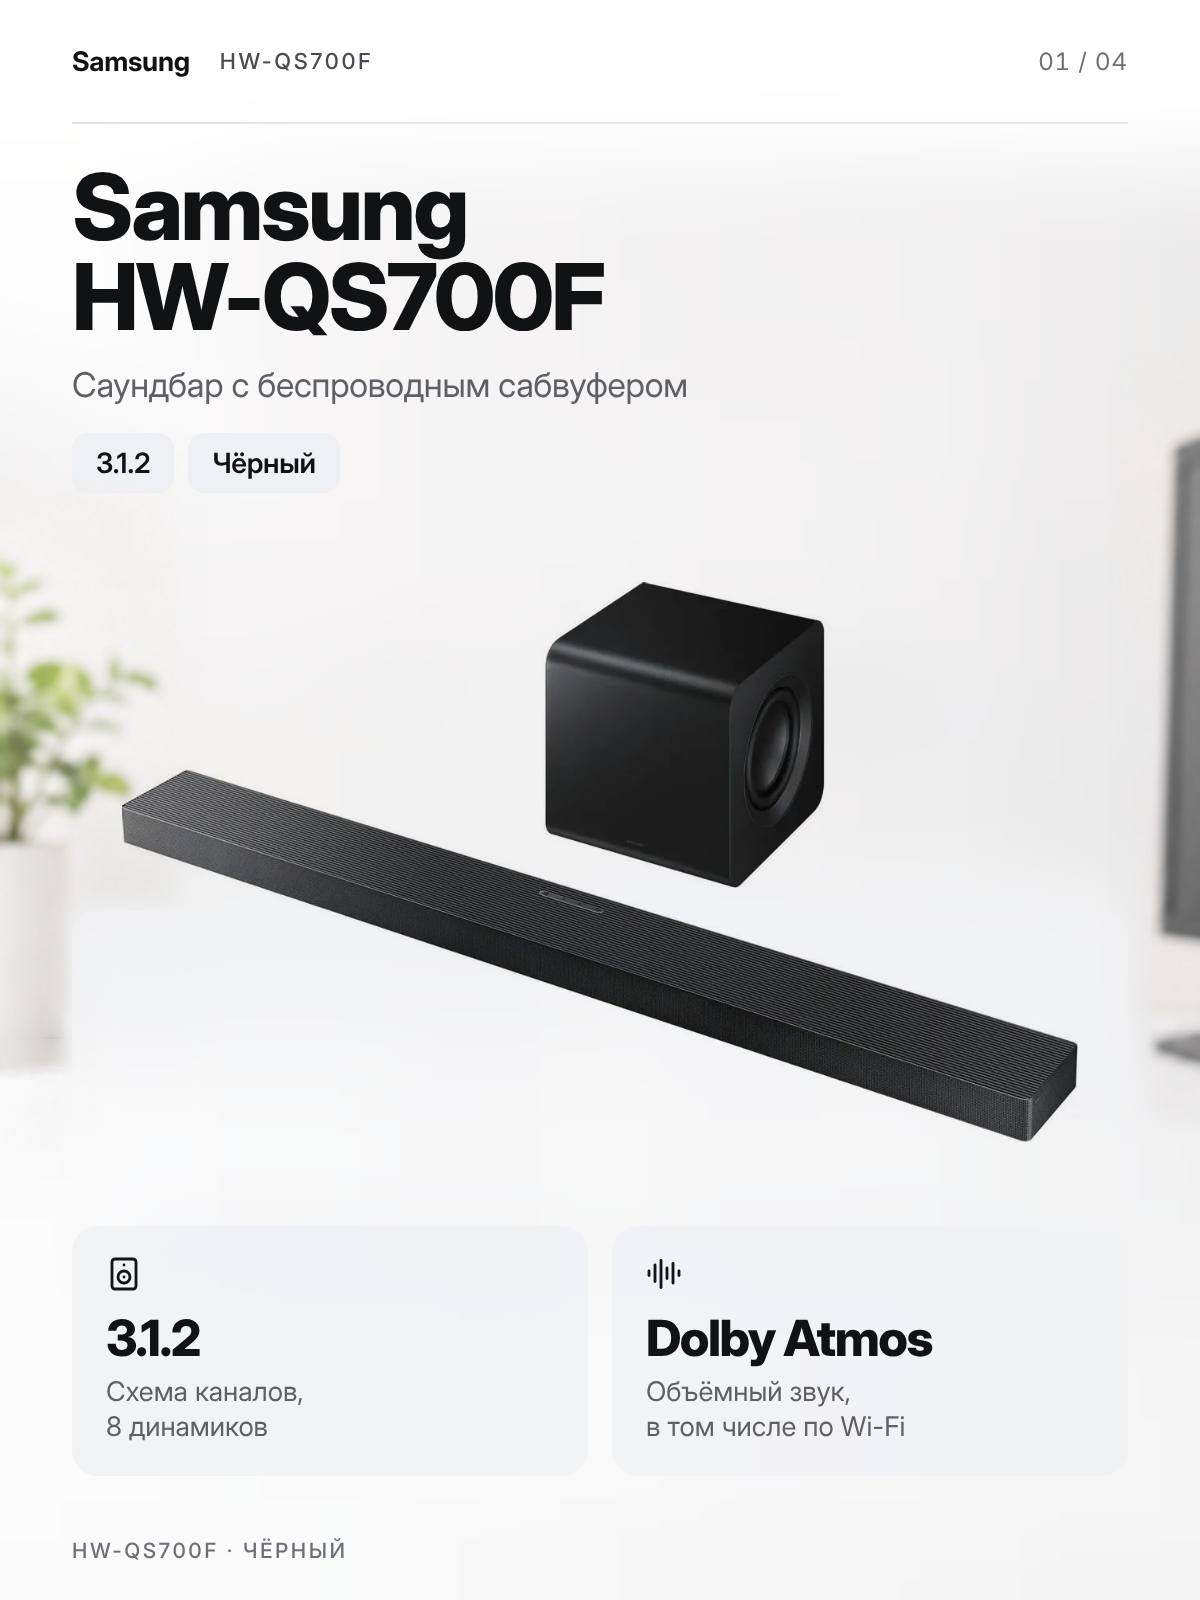 Samsung HW-QS700F 01 / 04
Samsung
HW-QS700F
Саундбар с беспроводным сабвуфером
3.1.2 Чёрный
3.1.2
Схема каналов,
8 динамиков
Dolby Atmos
Объёмный звук,
в том числе по Wi-Fi
HW-QS700F · ЧЁРНЫЙ